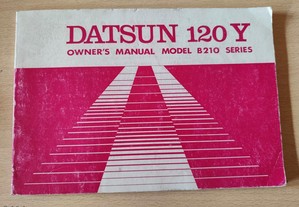 DATSUN 120Y
OWNER'S MANUAL MODEL B210 SERIES